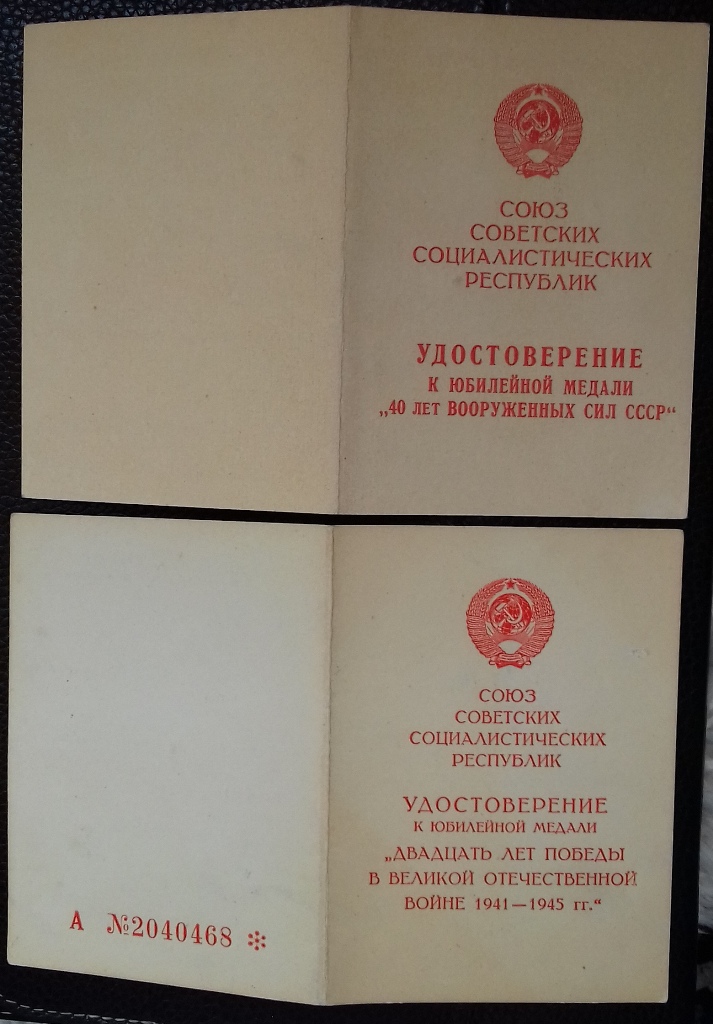 СОЮЗ
СОВЕТСКИХ
СОЦИАЛИСТИЧЕСКИХ
РЕСПУБЛИК
УДОСТОВЕРЕНИЕ
К ЮБИЛЕЙНОЙ МЕДАЛИ
„40 лет ВООРУЖЕННЫХ СИЛ СССР“
СОЮЗ
СОВЕТСКИХ
СОЦИАЛИСТИЧЕСКИХ
РЕСПУБЛИК
УДОСТОВЕРЕНИЕ
К ЮБИЛЕЙНОЙ МЕДАЛИ
„ДВАДЦАТЬ ЛЕТ ПОБЕДЫ
В ВЕЛИКОЙ ОТЕЧЕСТВЕННОЙ
ВОЙНЕ 1941—1945 гг.“
А №2040468 *